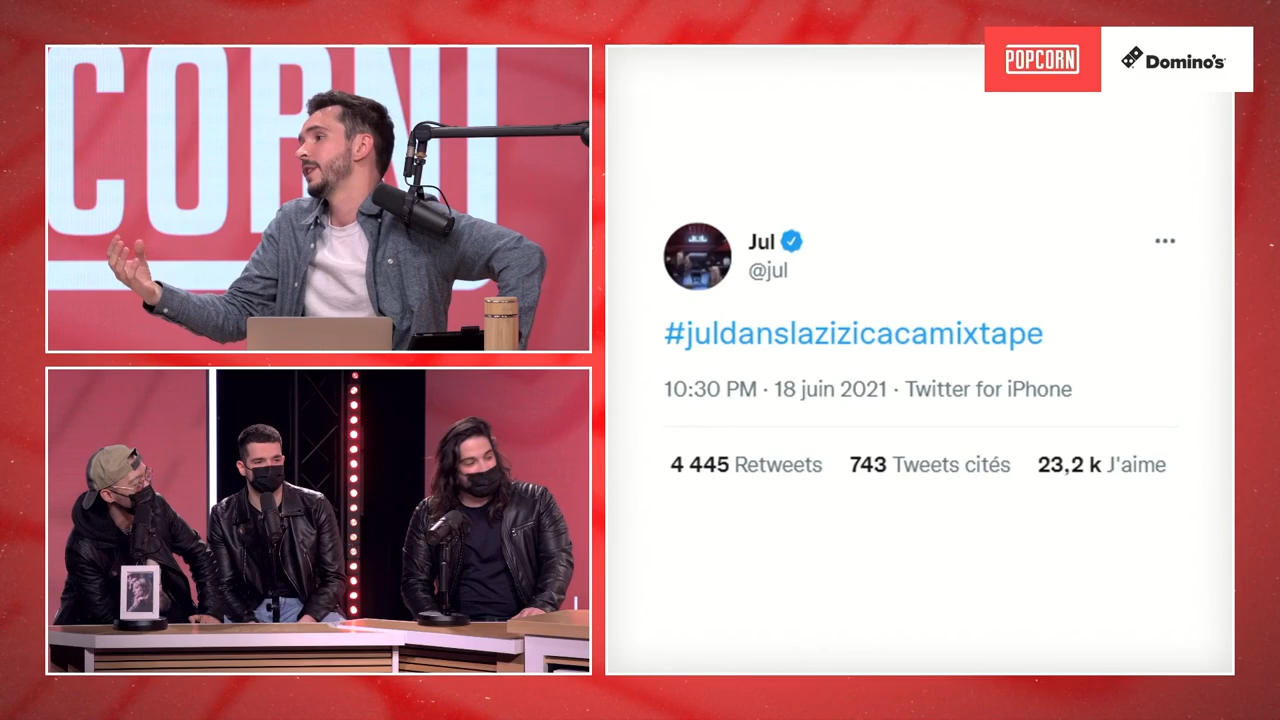 CORN
POPCORN
Domino's
Jul
@jul
#juldanslazizicacamixtape
10:30 PM · 18 juin 2021 · Twitter for iPhone
4 445 Retweets 743 Tweets cités 23,2 k J'aime